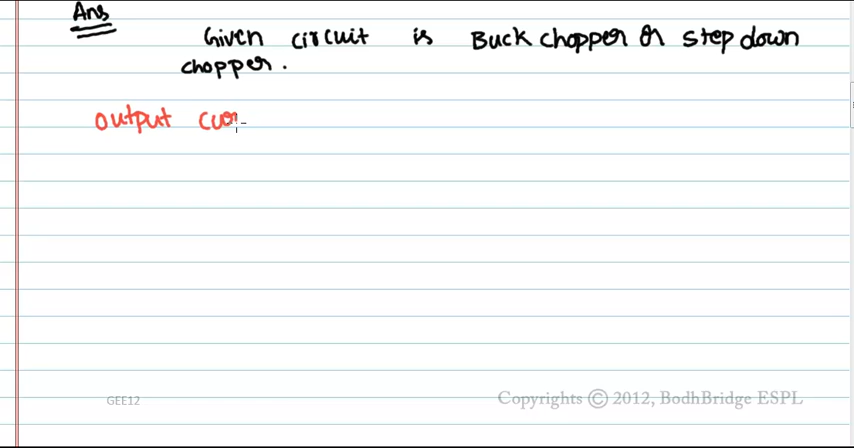 Ans
Given circuit is Buck chopper or step down
chopper.
output cur
GEE12
Copyrights © 2012, BodhBridge ESPL